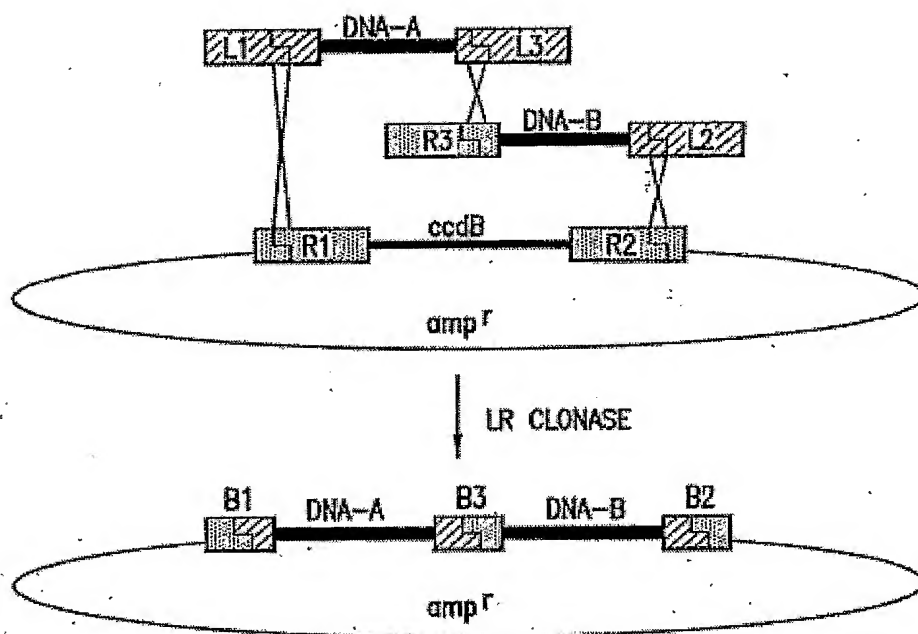 DNA-A
L1 L3
DNA-B
R3 L2
ccdB
R1 R2
amp r
LR CLONASE
B1 DNA-A B3 DNA-B B2
amp r